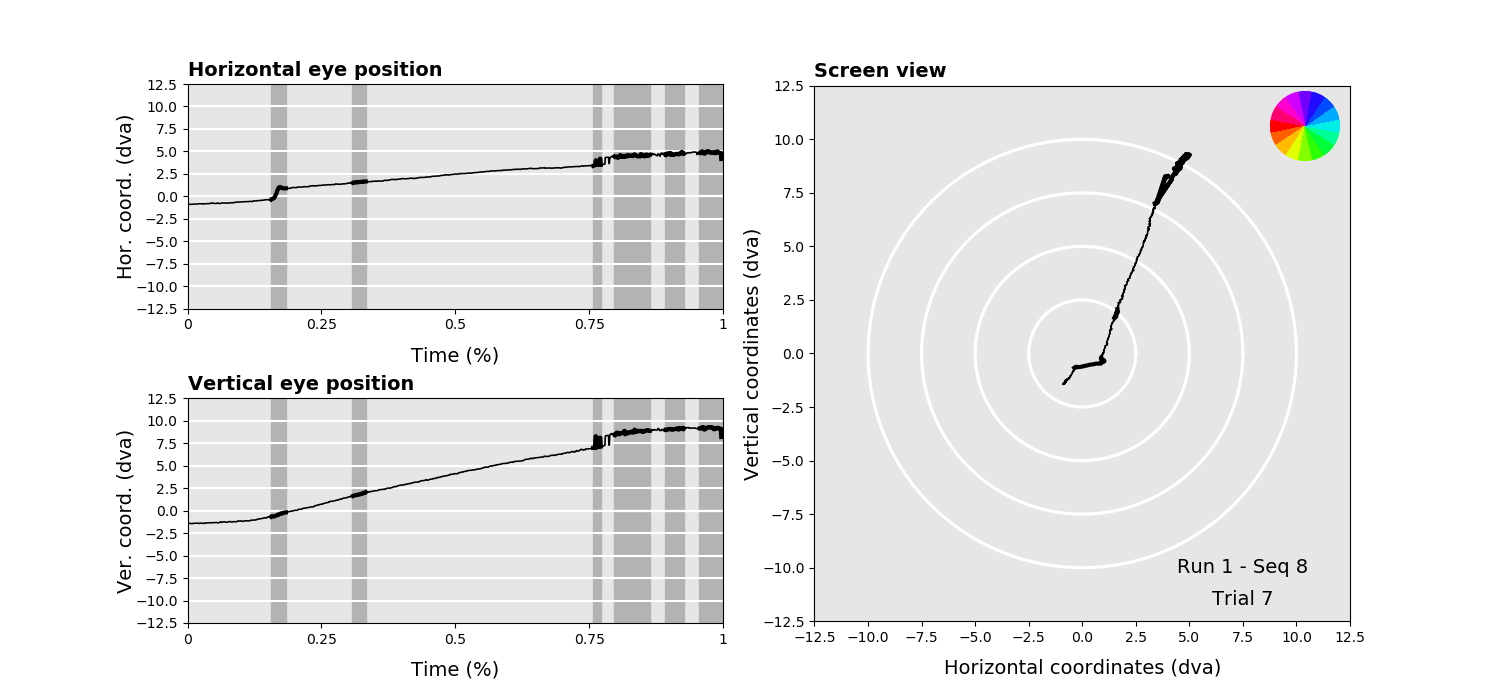 Horizontal eye position
Hor. coord. (dva)
12.5
10.0
7.5
5.0
2.5
0.0
−2.5
−5.0
−7.5
−10.0
−12.5
0 0.25 0.5 0.75 1
Time (%)
Vertical eye position
Ver. coord. (dva)
12.5
10.0
7.5
5.0
2.5
0.0
−2.5
−5.0
−7.5
−10.0
−12.5
0 0.25 0.5 0.75 1
Time (%)
Screen view
Vertical coordinates (dva)
12.5
10.0
7.5
5.0
2.5
0.0
−2.5
−5.0
−7.5
−10.0
−12.5
Run 1 - Seq 8
Trial 7
−12.5 −10.0 −7.5 −5.0 −2.5 0.0 2.5 5.0 7.5 10.0 12.5
Horizontal coordinates (dva)